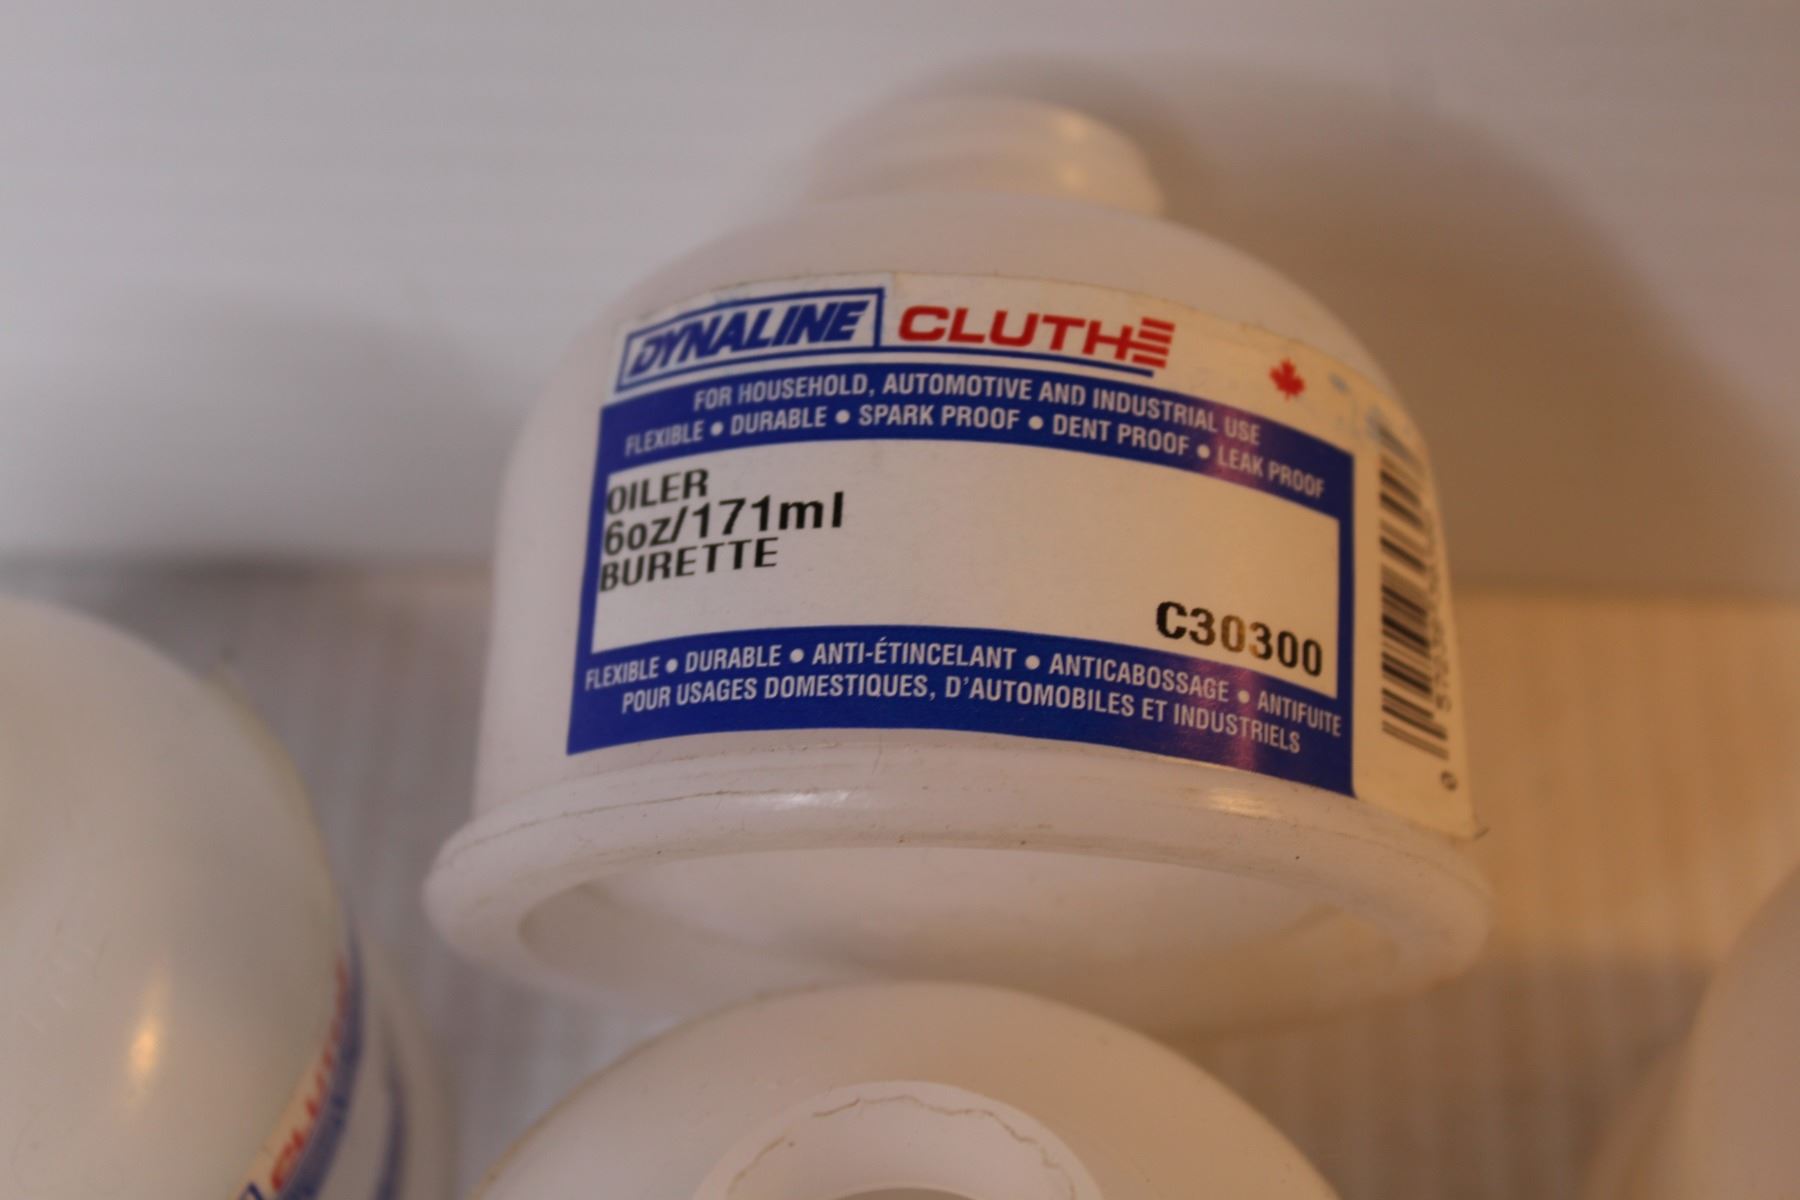 DYNALINE CLUTHE
FOR HOUSEHOLD, AUTOMOTIVE AND INDUSTRIAL USE
FLEXIBLE ● DURABLE ● SPARK PROOF ● DENT PROOF ● LEAK PROOF
OILER
6oz/171ml
BURETTE
C30300
FLEXIBLE ● DURABLE ● ANTI-ÉTINCELANT ● ANTICABOSSAGE ● ANTIFUITE
POUR USAGES DOMESTIQUES, D'AUTOMOBILES ET INDUSTRIELS